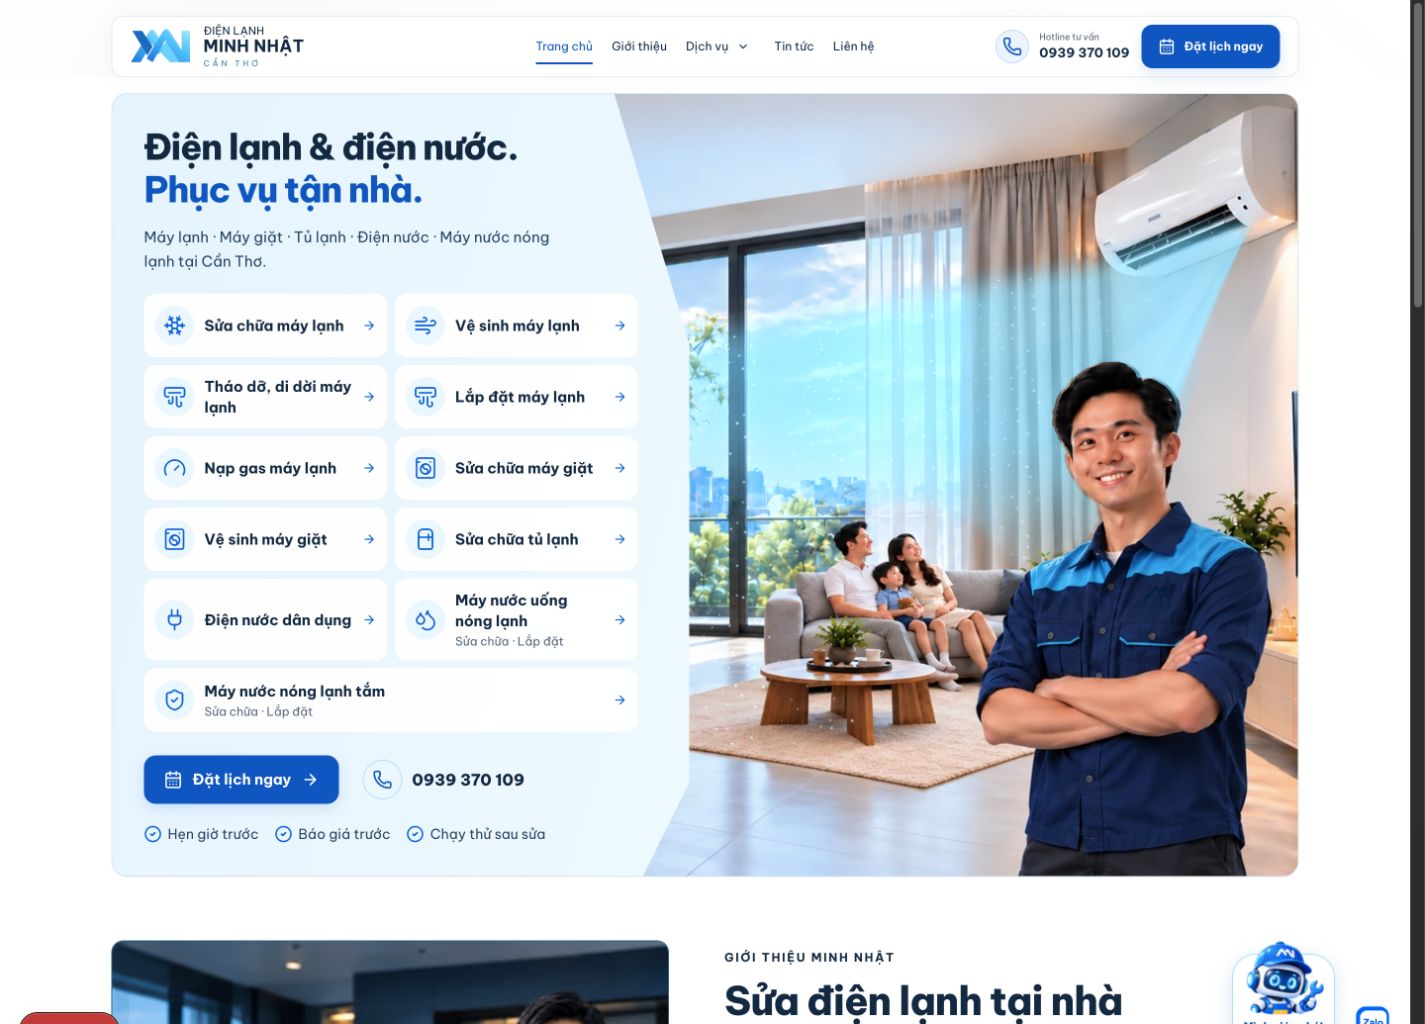 ĐIỆN LẠNH
MINH NHẬT
CẦN THƠ
Trang chủ
Giới thiệu
Dịch vụ
Tin tức
Liên hệ
Hotline tư vấn
0939 370 109
Đặt lịch ngay
Điện lạnh & điện nước.
Phục vụ tận nhà.
Máy lạnh · Máy giặt · Tủ lạnh · Điện nước · Máy nước nóng
lạnh tại Cần Thơ.
Sửa chữa máy lạnh
Vệ sinh máy lạnh
Tháo dỡ, di dời máy
lạnh
Lắp đặt máy lạnh
Nạp gas máy lạnh
Sửa chữa máy giặt
Vệ sinh máy giặt
Sửa chữa tủ lạnh
Điện nước dân dụng
Máy nước uống
nóng lạnh
Sửa chữa · Lắp đặt
Máy nước nóng lạnh tắm
Sửa chữa · Lắp đặt
Đặt lịch ngay
0939 370 109
Hẹn giờ trước
Báo giá trước
Chạy thử sau sửa
GIỚI THIỆU MINH NHẬT
Sửa điện lạnh tại nhà
Zalo